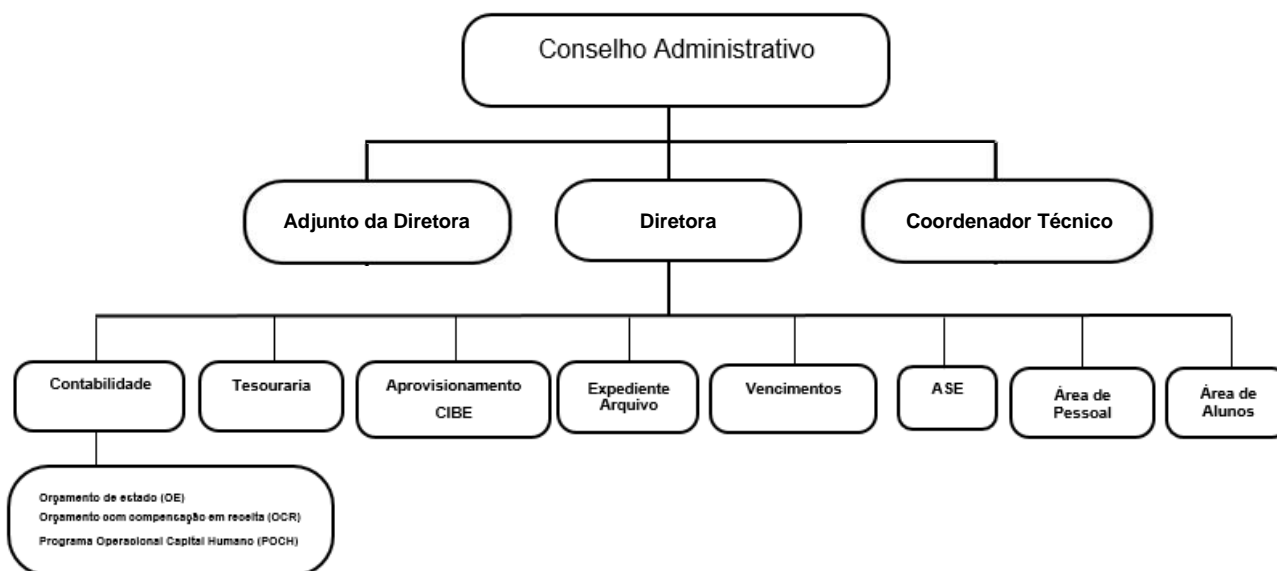 Conselho Administrativo
Adjunto da Diretora
Diretora
Coordenador Técnico
Contabilidade
Tesouraria
Aprovisionamento
CIBE
Expediente
Arquivo
Vencimentos
ASE
Área de
Pessoal
Área de
Alunos
Orçamento de estado (OE)
Orçamento com compensação em receita (OCR)
Programa Operacional Capital Humano (POCH)